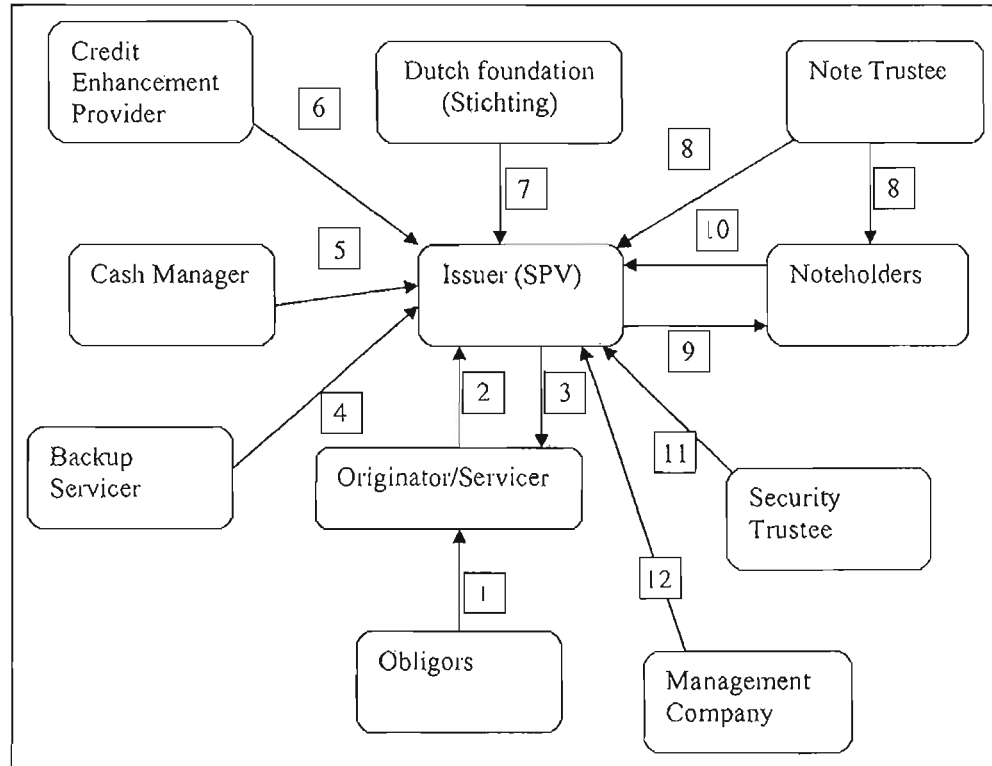 Credit
Enhancement
Provider
6
Dutch foundation
(Stichting)
7
Note Trustee
8
8
10
5
Cash Manager
Issuer (SPV)
Noteholders
9
2
3
4
Backup
Servicer
Originator/Servicer
11
Security
Trustee
1
12
Obligors
Management
Company